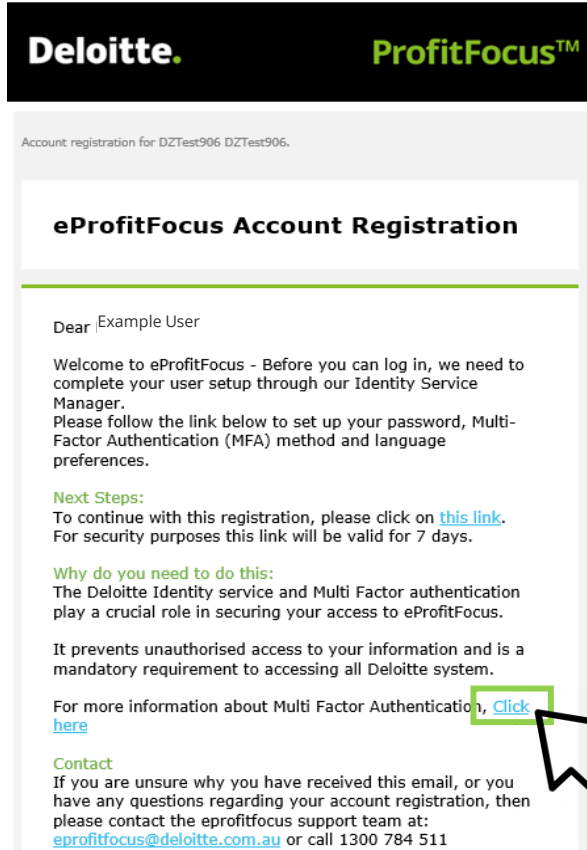 Deloitte.
ProfitFocus™
Account registration for DZTest906 DZTest906.
eProfitFocus Account Registration
Dear Example User
Welcome to eProfitFocus - Before you can log in, we need to
complete your user setup through our Identity Service
Manager.
Please follow the link below to set up your password, Multi-
Factor Authentication (MFA) method and language
preferences.
Next Steps:
To continue with this registration, please click on this link.
For security purposes this link will be valid for 7 days.
Why do you need to do this:
The Deloitte Identity service and Multi Factor authentication
play a crucial role in securing your access to eProfitFocus.
It prevents unauthorised access to your information and is a
mandatory requirement to accessing all Deloitte system.
For more information about Multi Factor Authentication, Click
here
Contact
If you are unsure why you have received this email, or you
have any questions regarding your account registration, then
please contact the eprofitfocus support team at:
eprofitfocus@deloitte.com.au or call 1300 784 511